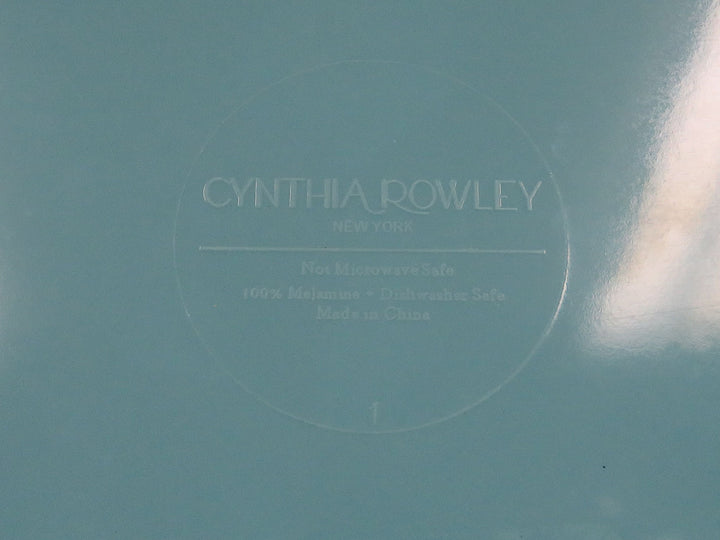 CYNTHIA ROWLEY
NEW YORK
Not Microwave Safe
100% Melamine • Dishwasher Safe
Made in China
1